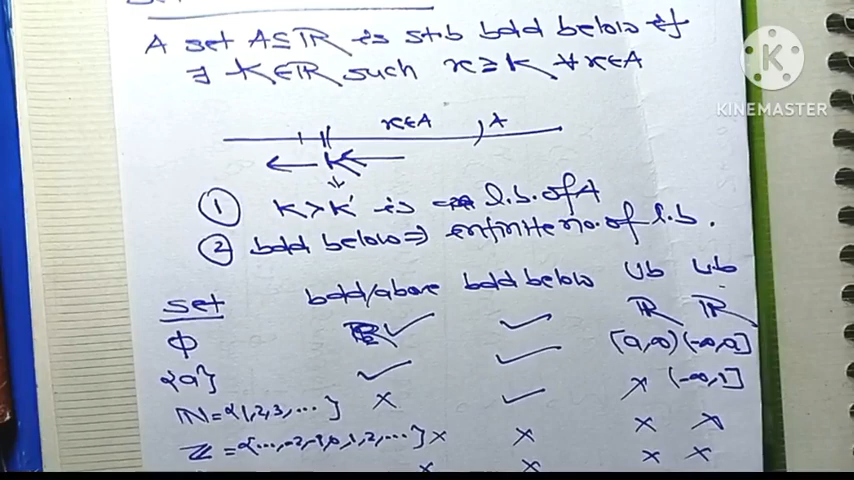 A set A⊆ℝ is s.t.b bdd below if
∃ K∈ℝ such x≥K ∀x∈A
KINEMASTER
x∈A A
K
① K>K' is l.b. of A
② bdd below ⇒ infinite no. of l.b.
set bdd/above bdd below Ub Lb
ϕ ✓ ✓ ℝ ℝ
{a} ✓ ✓ [a,∞) (-∞,a]
ℕ={1,2,3,...} × ✓ × (-∞,1]
ℤ={...,-2,-1,0,1,2,...} × × × ×
× × × ×